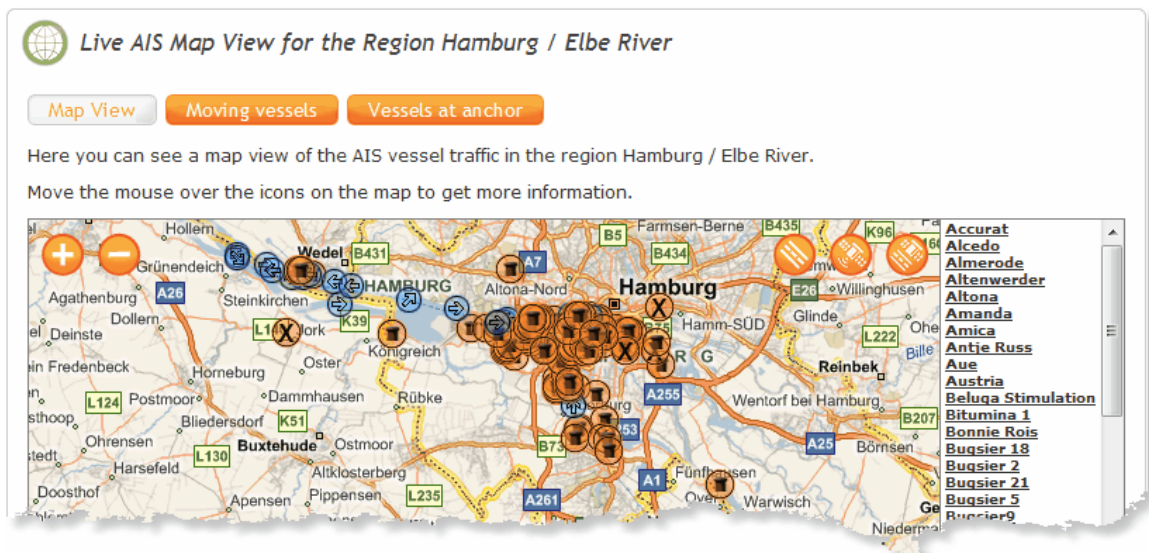 Live AIS Map View for the Region Hamburg / Elbe River
Map View Moving vessels Vessels at anchor
Here you can see a map view of the AIS vessel traffic in the region Hamburg / Elbe River.
Move the mouse over the icons on the map to get more information.
Hollern
Wedel
B431
Grünendeich
Agathenburg
A26
Steinkirchen
HAMBURG
Dollern
Deinste
K39
Königreich
Oster
Horneburg
in Fredenbeck
L124
Postmoor
Dammhausen
Rübke
Bliedersdorf
K51
Ohrensen
Buxtehude
Ostmoor
L130
Harsefeld
Altklosterberg
Doosthof
Apensen
Pippensen
L235
A261
B73
A7
Altona-Nord
B5
Farmsen-Berne
B434
B435
K96
Hamburg
E26
Willinghusen
Glinde
Hamm-SÜD
L222
Ohe
Bille
Reinbek
A255
Wentorf bei Hamburg
B207
A25
Börnsen
A1
Fünfhausen
Warwisch
Accurat
Alcedo
Almerode
Altenwerder
Altona
Amanda
Amica
Antje Russ
Aue
Austria
Beluga Stimulation
Bitumina 1
Bonnie Rois
Bugsier 18
Bugsier 2
Bugsier 21
Bugsier 5
Bugsier9